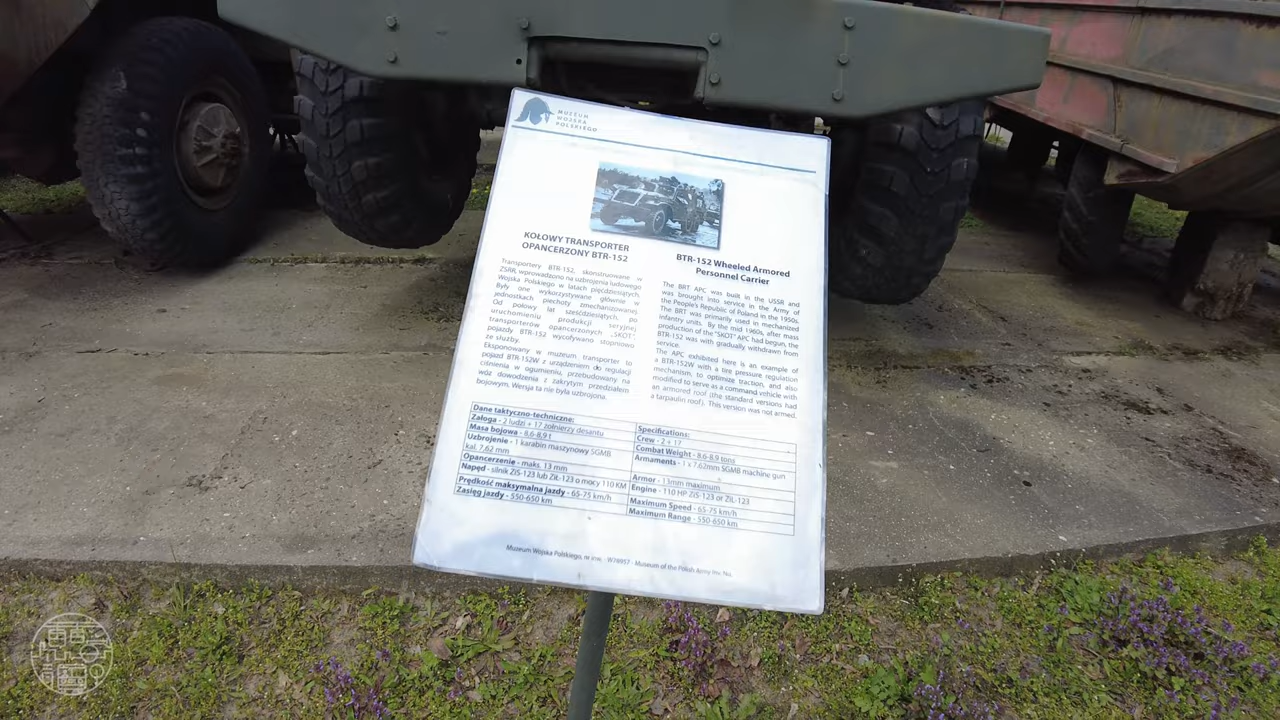 MUZEUM
WOJSKA
POLSKIEGO
KOŁOWY TRANSPORTER
OPANCERZONY BTR-152
Transportery BTR-152, skonstruowane w
ZSRR, wprowadzono na uzbrojenia ludowego
Wojska Polskiego w latach pięćdziesiątych.
Były one wykorzystywane głównie w
jednostkach piechoty zmechanizowanej.
Od połowy lat sześćdziesiątych, po
uruchomieniu produkcji seryjnej
transporterów opancerzonych „SKOT",
pojazdy BTR-152 wycofywano stopniowo
ze służby.
Eksponowany w muzeum transporter to
pojazd BTR-152W z urządzeniem do regulacji
ciśnienia w ogumieniu, przebudowany na
wóz dowodzenia z zakrytym przedziałem
bojowym. Wersja ta nie była uzbrojona.
BTR-152 Wheeled Armored
Personnel Carrier
The BRT APC was built in the USSR and
was brought into service in the Army of
the People's Republic of Poland in the 1950s.
The BRT was primarily used in mechanized
infantry units. By the mid 1960s, after mass
production of the "SKOT" APC had begun, the
BTR-152 was with gradually withdrawn from
service.
The APC exhibited here is an example of
a BTR-152W with a tire pressure regulation
mechanism, to optimize traction, and also
modified to serve as a command vehicle with
an armored roof (the standard versions had
a tarpaulin roof). This version was not armed.
Dane taktyczno-techniczne:
Załoga - 2 ludzi + 17 żołnierzy desantu
Masa bojowa - 8.6-8.9 t
Uzbrojenie - 1 karabin maszynowy SGMB
kal. 7.62 mm
Opancerzenie - maks. 13 mm
Napęd - silnik ZiS-123 lub ZiŁ-123 o mocy 110 KM
Prędkość maksymalna jazdy - 65-75 km/h
Zasięg jazdy - 550-650 km
Specifications:
Crew - 2 + 17
Combat Weight - 8.6-8.9 tons
Armaments - 1 x 7.62mm SGMB machine gun
Armor - 13mm maximum
Engine - 110 HP ZiS-123 or ZiL-123
Maximum Speed - 65-75 km/h
Maximum Range - 550-650 km
Muzeum Wojska Polskiego, nr inw. - W78957 - Museum of the Polish Army Inv. No.